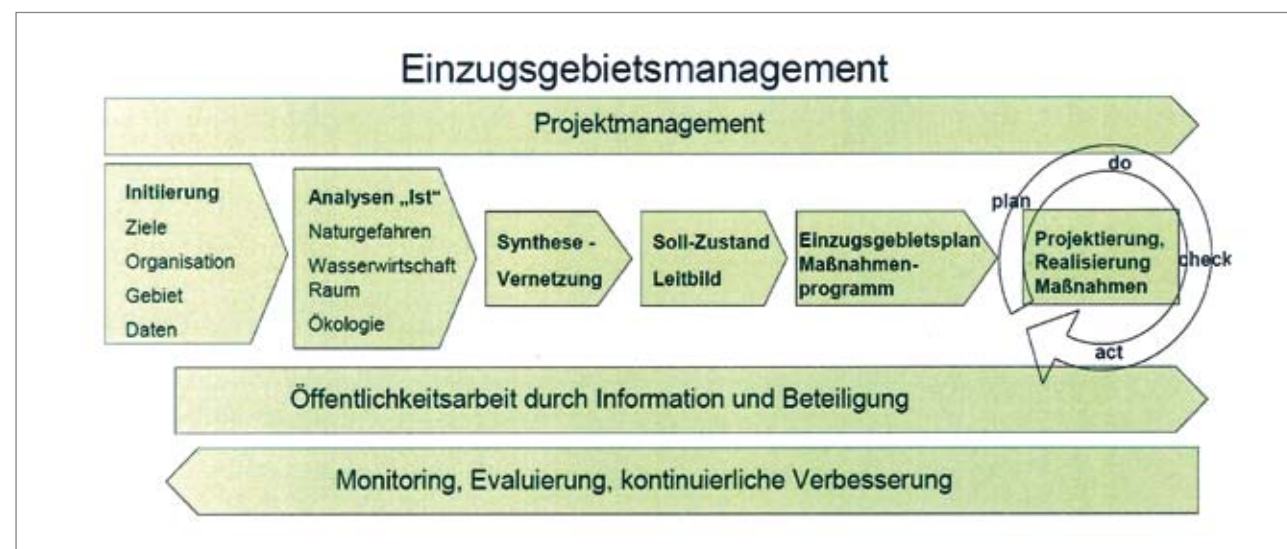 Einzugsgebietsmanagement
Projektmanagement
Initiierung
Ziele
Organisation
Gebiet
Daten
Analysen „Ist“
Naturgefahren
Wasserwirtschaft
Raum
Ökologie
Synthese -
Vernetzung
Soll-Zustand
Leitbild
Einzugsgebietsplan
Maßnahmen-
programm
plan
do
check
act
Projektierung,
Realisierung
Maßnahmen
Öffentlichkeitsarbeit durch Information und Beteiligung
Monitoring, Evaluierung, kontinuierliche Verbesserung